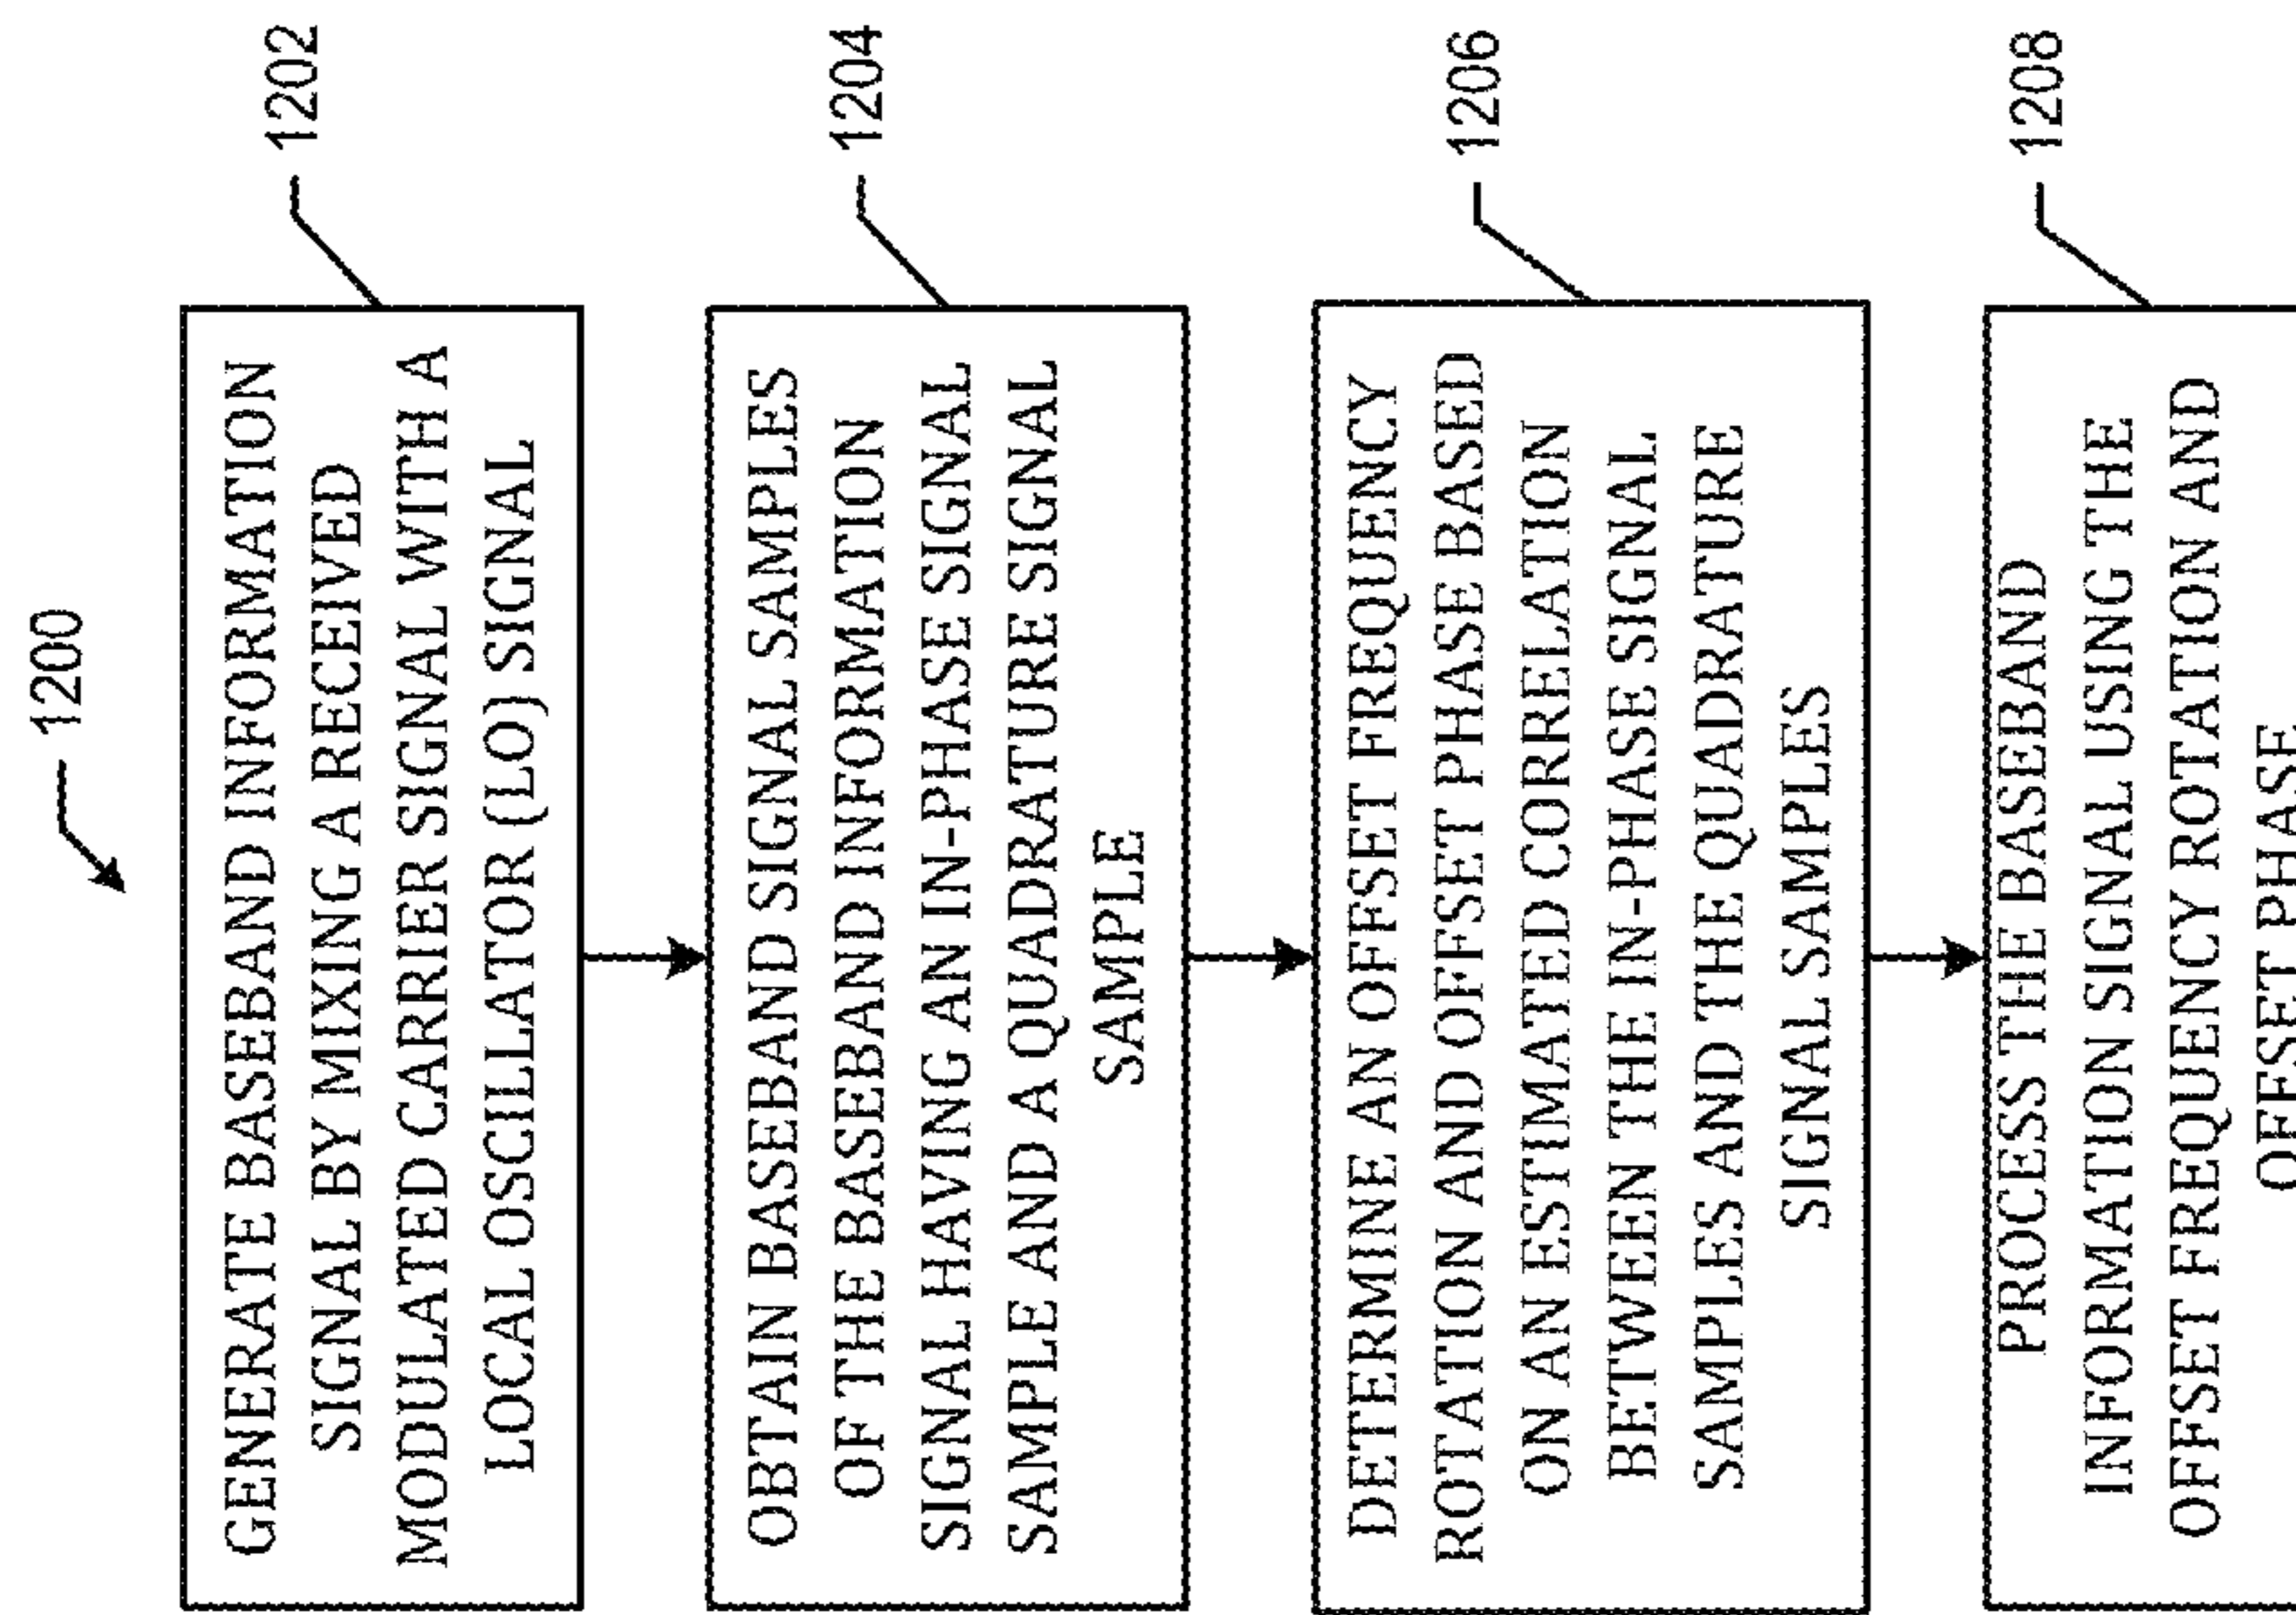 1200
GENERATE BASEBAND INFORMATION
SIGNAL BY MIXING A RECEIVED
MODULATED CARRIER SIGNAL WITH A
LOCAL OSCILLATOR (LO) SIGNAL
1202
OBTAIN BASEBAND SIGNAL SAMPLES
OF THE BASEBAND INFORMATION
SIGNAL HAVING AN IN-PHASE SIGNAL
SAMPLE AND A QUADRATURE SIGNAL
SAMPLE
1204
DETERMINE AN OFFSET FREQUENCY
ROTATION AND OFFSET PHASE BASED
ON AN ESTIMATED CORRELATION
BETWEEN THE IN-PHASE SIGNAL
SAMPLES AND THE QUADRATURE
SIGNAL SAMPLES
1206
PROCESS THE BASEBAND
INFORMATION SIGNAL USING THE
OFFSET FREQUENCY ROTATION AND
OFFSET PHASE
1208